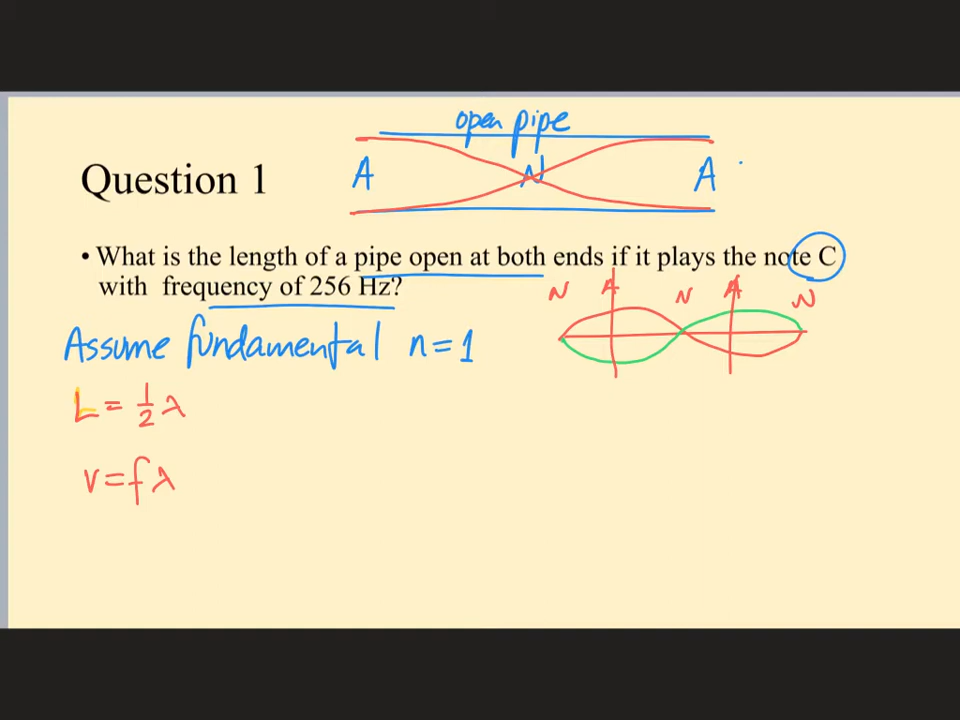 open pipe
A N A
Question 1
• What is the length of a pipe open at both ends if it plays the note C
with frequency of 256 Hz?
N A N A N
Assume fundamental n=1
L = 1/2 λ
v=fλ